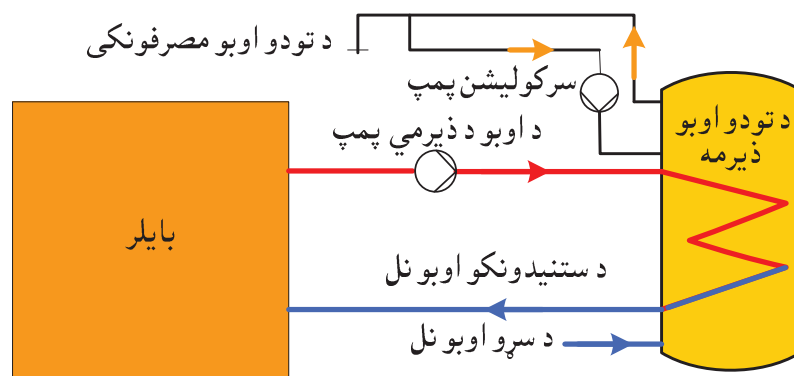 د تودو اوبو مصرفونکی
سرکولیشن پمپ
د تودو اوبو
ذیرمه
د اوبو د ذیرمي پمپ
بایلر
د ستنیدونکو اوبو نل
د سړو اوبو نل